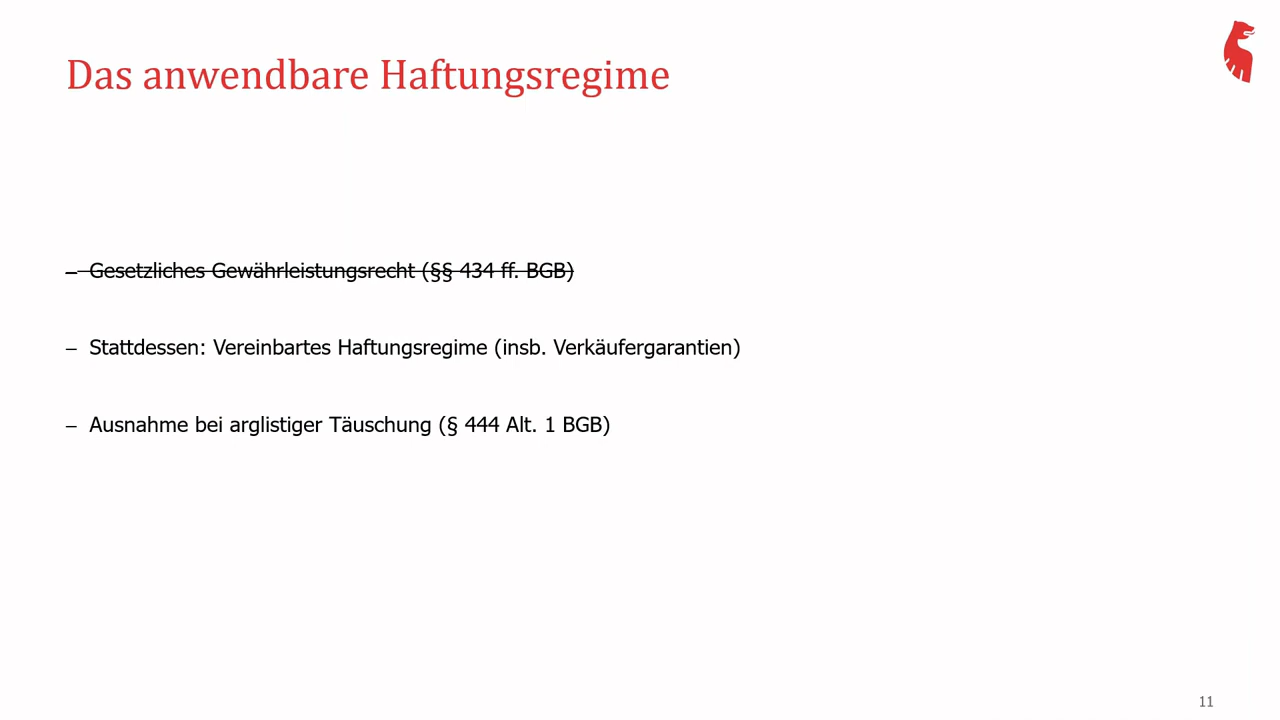 Das anwendbare Haftungsregime
– Gesetzliches Gewährleistungsrecht (§§ 434 ff. BGB)
– Stattdessen: Vereinbartes Haftungsregime (insb. Verkäufergarantien)
– Ausnahme bei arglistiger Täuschung (§ 444 Alt. 1 BGB)
11